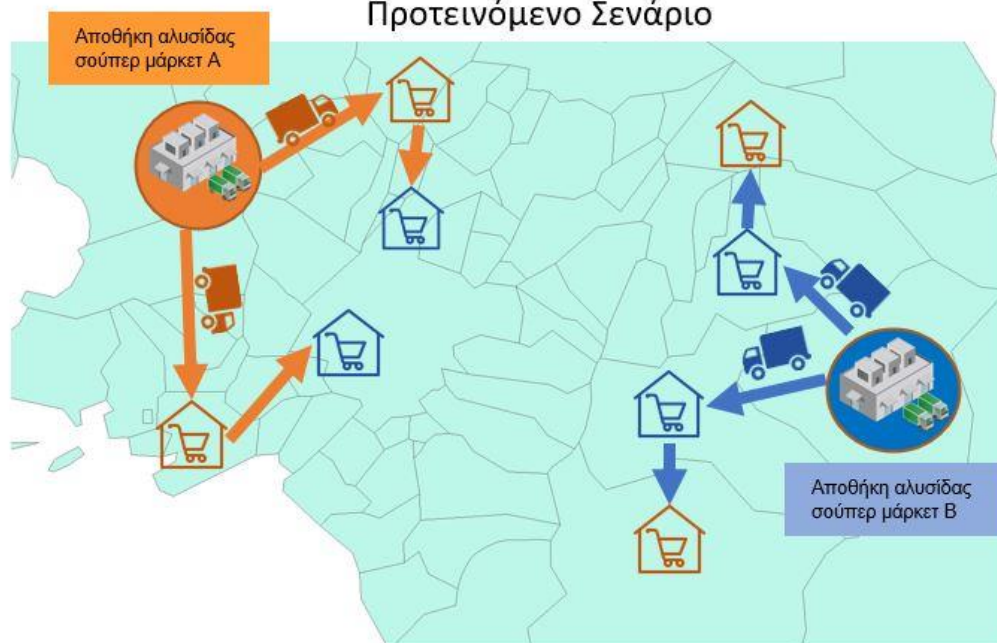 Προτεινόμενο Σενάριο
Αποθήκη αλυσίδας
σούπερ μάρκετ Α
Αποθήκη αλυσίδας
σούπερ μάρκετ Β